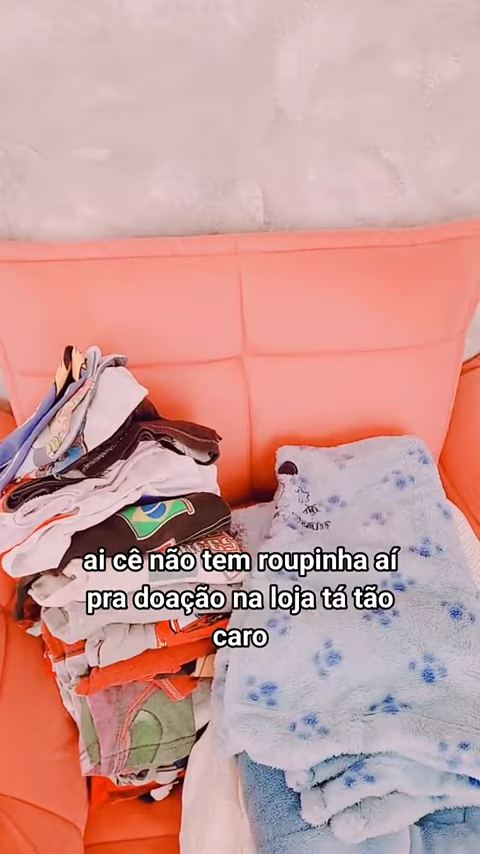 ai cê não tem roupinha aí
pra doação na loja tá tão
caro